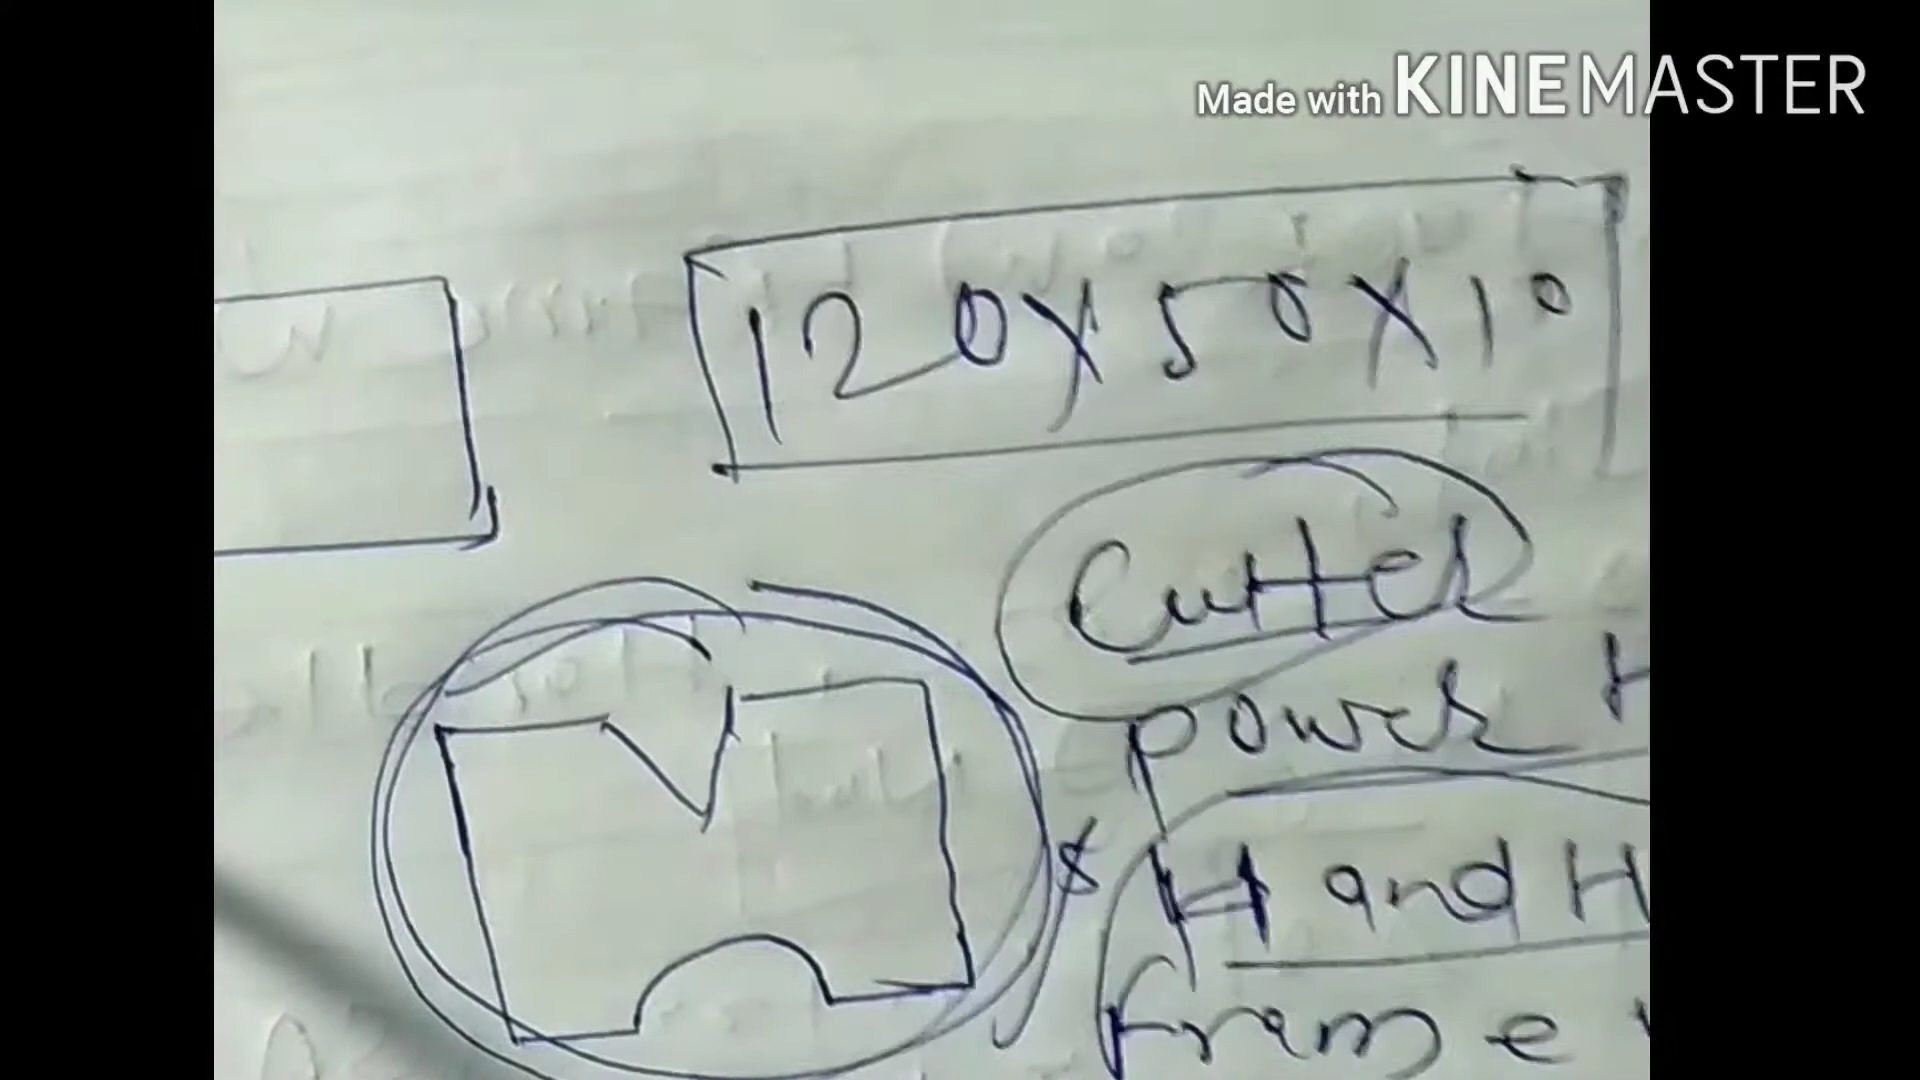 Made with KINEMASTER
120X50X10
Cutter
Power H
Hand H
Frame